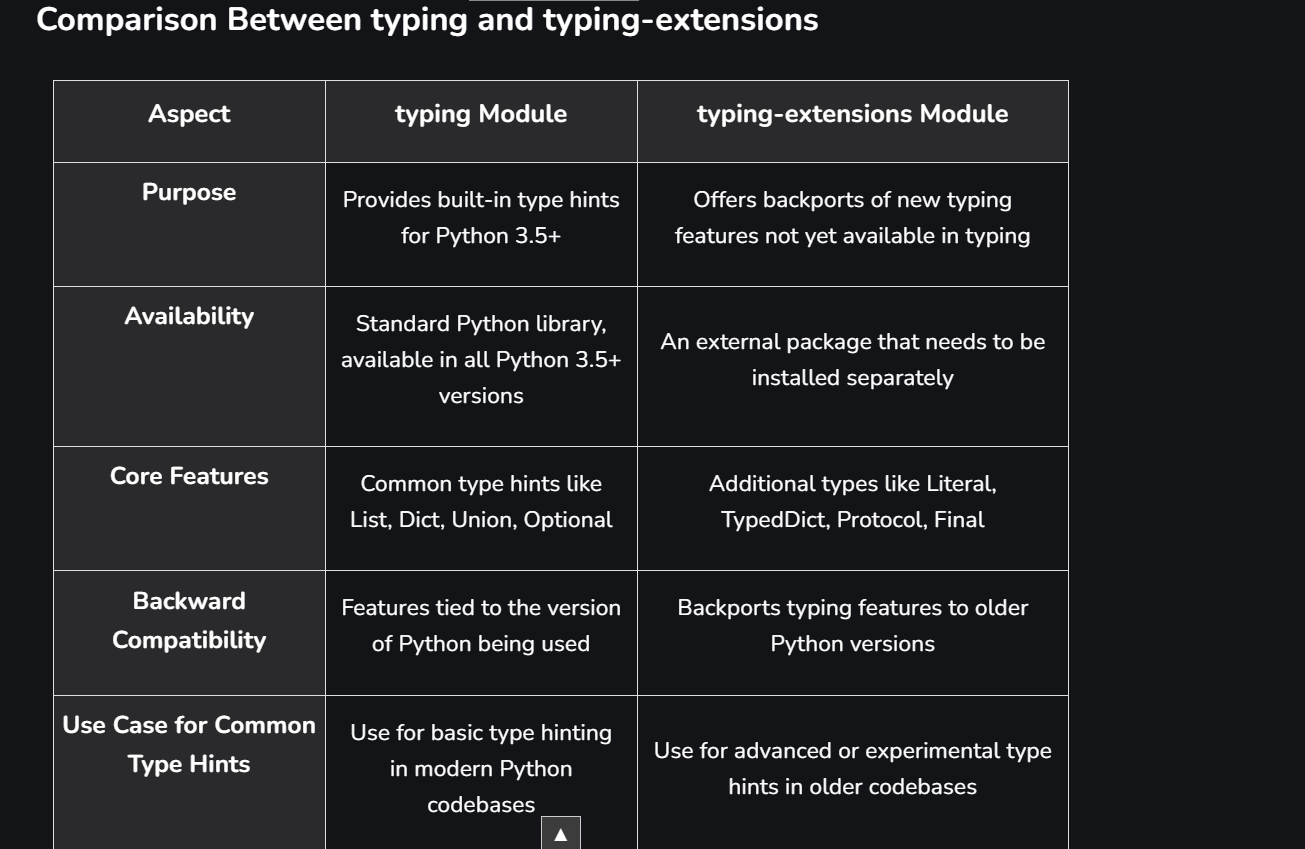 Comparison Between typing and typing-extensions
Aspect
typing Module
typing-extensions Module
Purpose
Provides built-in type hints
for Python 3.5+
Offers backports of new typing
features not yet available in typing
Availability
Standard Python library,
available in all Python 3.5+
versions
An external package that needs to be
installed separately
Core Features
Common type hints like
List, Dict, Union, Optional
Additional types like Literal,
TypedDict, Protocol, Final
Backward
Compatibility
Features tied to the version
of Python being used
Backports typing features to older
Python versions
Use Case for Common
Type Hints
Use for basic type hinting
in modern Python
codebases
Use for advanced or experimental type
hints in older codebases